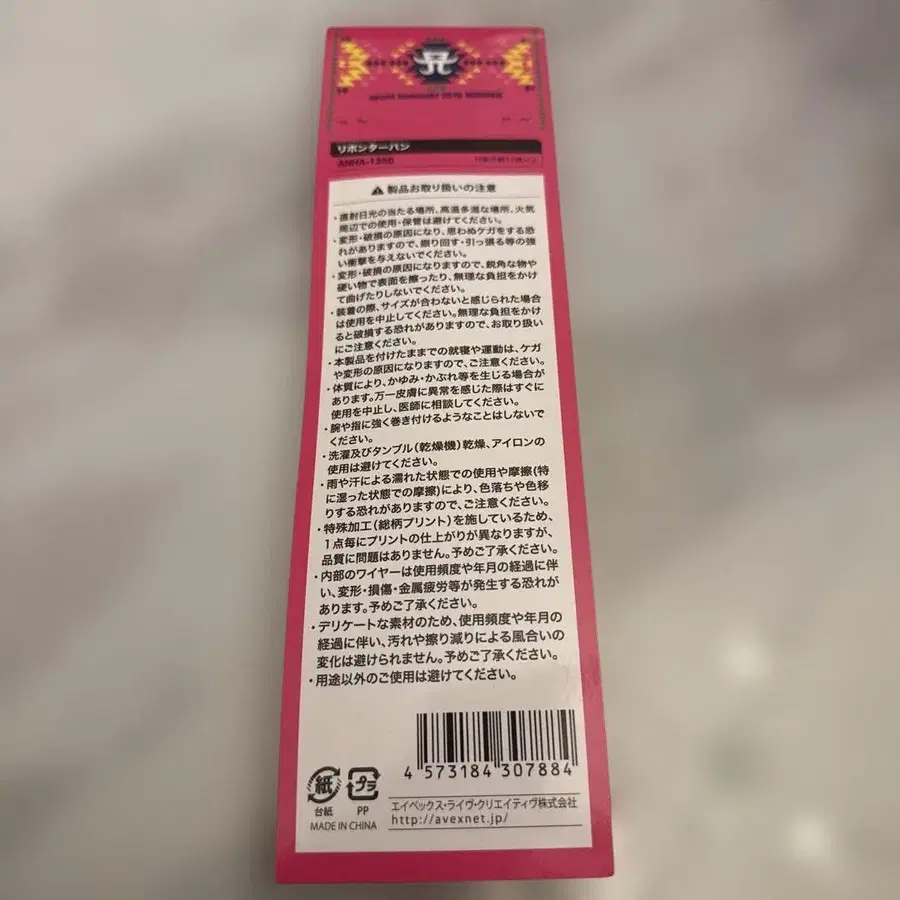 リボンターバン
ANHA-1350
⚠製品お取り扱いの注意
・直射日光の当たる場所、高温多湿な場所、火気
周辺での使用・保管は避けてください。
・変形・破損の原因になり、思わぬケガをする恐
れがありますので、振り回す・引っ張る等の強
い衝撃を与えないでください。
・変形・破損の原因になりますので、鋭角な物や
硬い物で表面を擦ったり、無理な負担をかけ
て曲げたりしないでください。
・装着の際、サイズが合わないと感じられた場合
は使用を中止してください。無理な負担をかけ
ると破損する恐れがありますので、お取り扱い
にご注意ください。
・本製品を付けたままでの就寝や運動は、ケガ
や変形の原因になりますので、ご注意ください。
・体質により、かゆみ・かぶれ等を生じる場合が
あります。万一皮膚に異常を感じた際はすぐに
使用を中止し、医師に相談してください。
・腕や指に強く巻き付けるようなことはしないで
ください。
・洗濯及びタンブル(乾燥機)乾燥、アイロンの
使用は避けてください。
・雨や汗による濡れた状態での使用や摩擦(特
に湿った状態での摩擦)により、色落ちや色移
りする恐れがありますので、ご注意ください。
・特殊加工(総柄プリント)を施しているため、
1点毎にプリントの仕上がりが異なりますが、
品質に問題はありません。予めご了承ください。
・内部のワイヤーは使用頻度や年月の経過に伴
い、変形・損傷・金属疲労等が発生する恐れが
あります。予めご了承ください。
・デリケートな素材のため、使用頻度や年月の
経過に伴い、汚れや擦り減りによる風合いの
変化は避けられません。予めご了承ください。
・用途以外のご使用は避けてください。
4 573184 307884
紙 プラ
台紙 PP
MADE IN CHINA
エイベックス・ライヴ・クリエイティヴ株式会社
http://avexnet.jp/